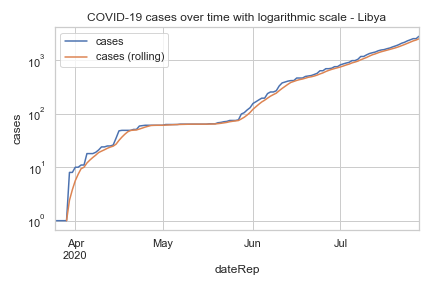 COVID-19 cases over time with logarithmic scale - Libya
cases
cases (rolling)
10³
10²
10¹
10⁰
cases
Apr
2020
May
Jun
Jul
dateRep